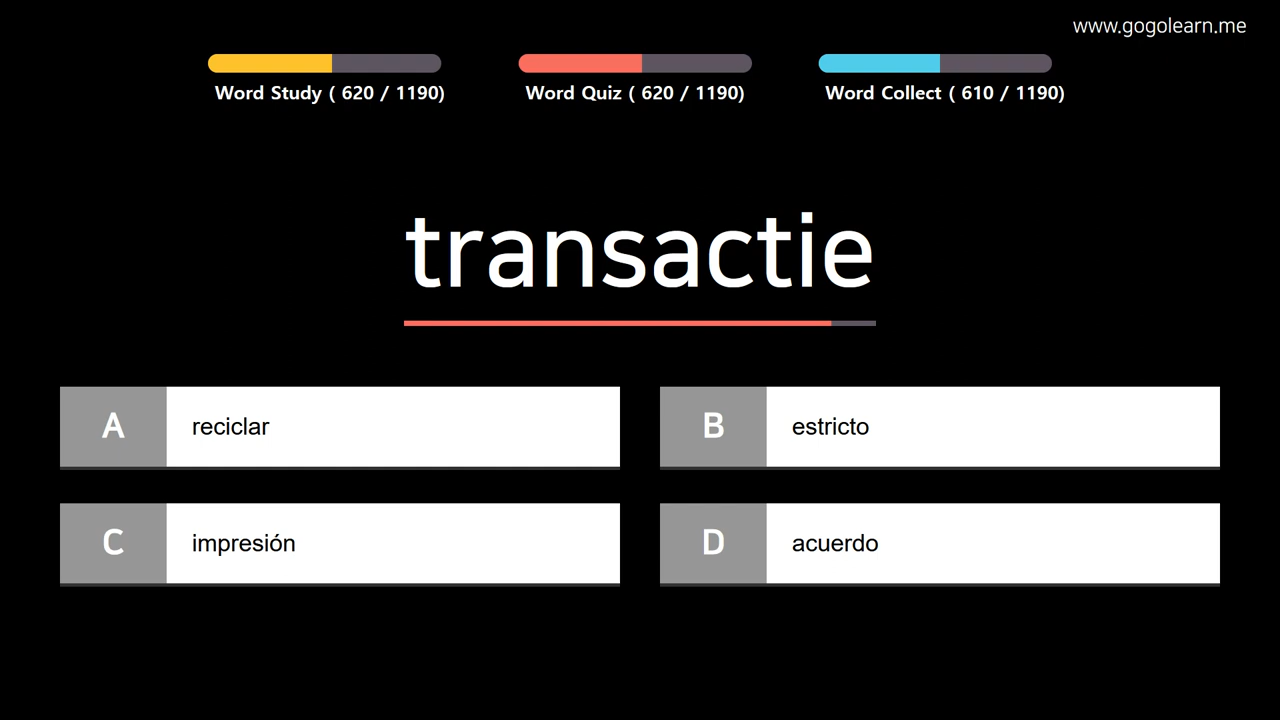 www.gogolearn.me
Word Study ( 620 / 1190)
Word Quiz ( 620 / 1190)
Word Collect ( 610 / 1190)
transactie
A reciclar
B estricto
C impresión
D acuerdo